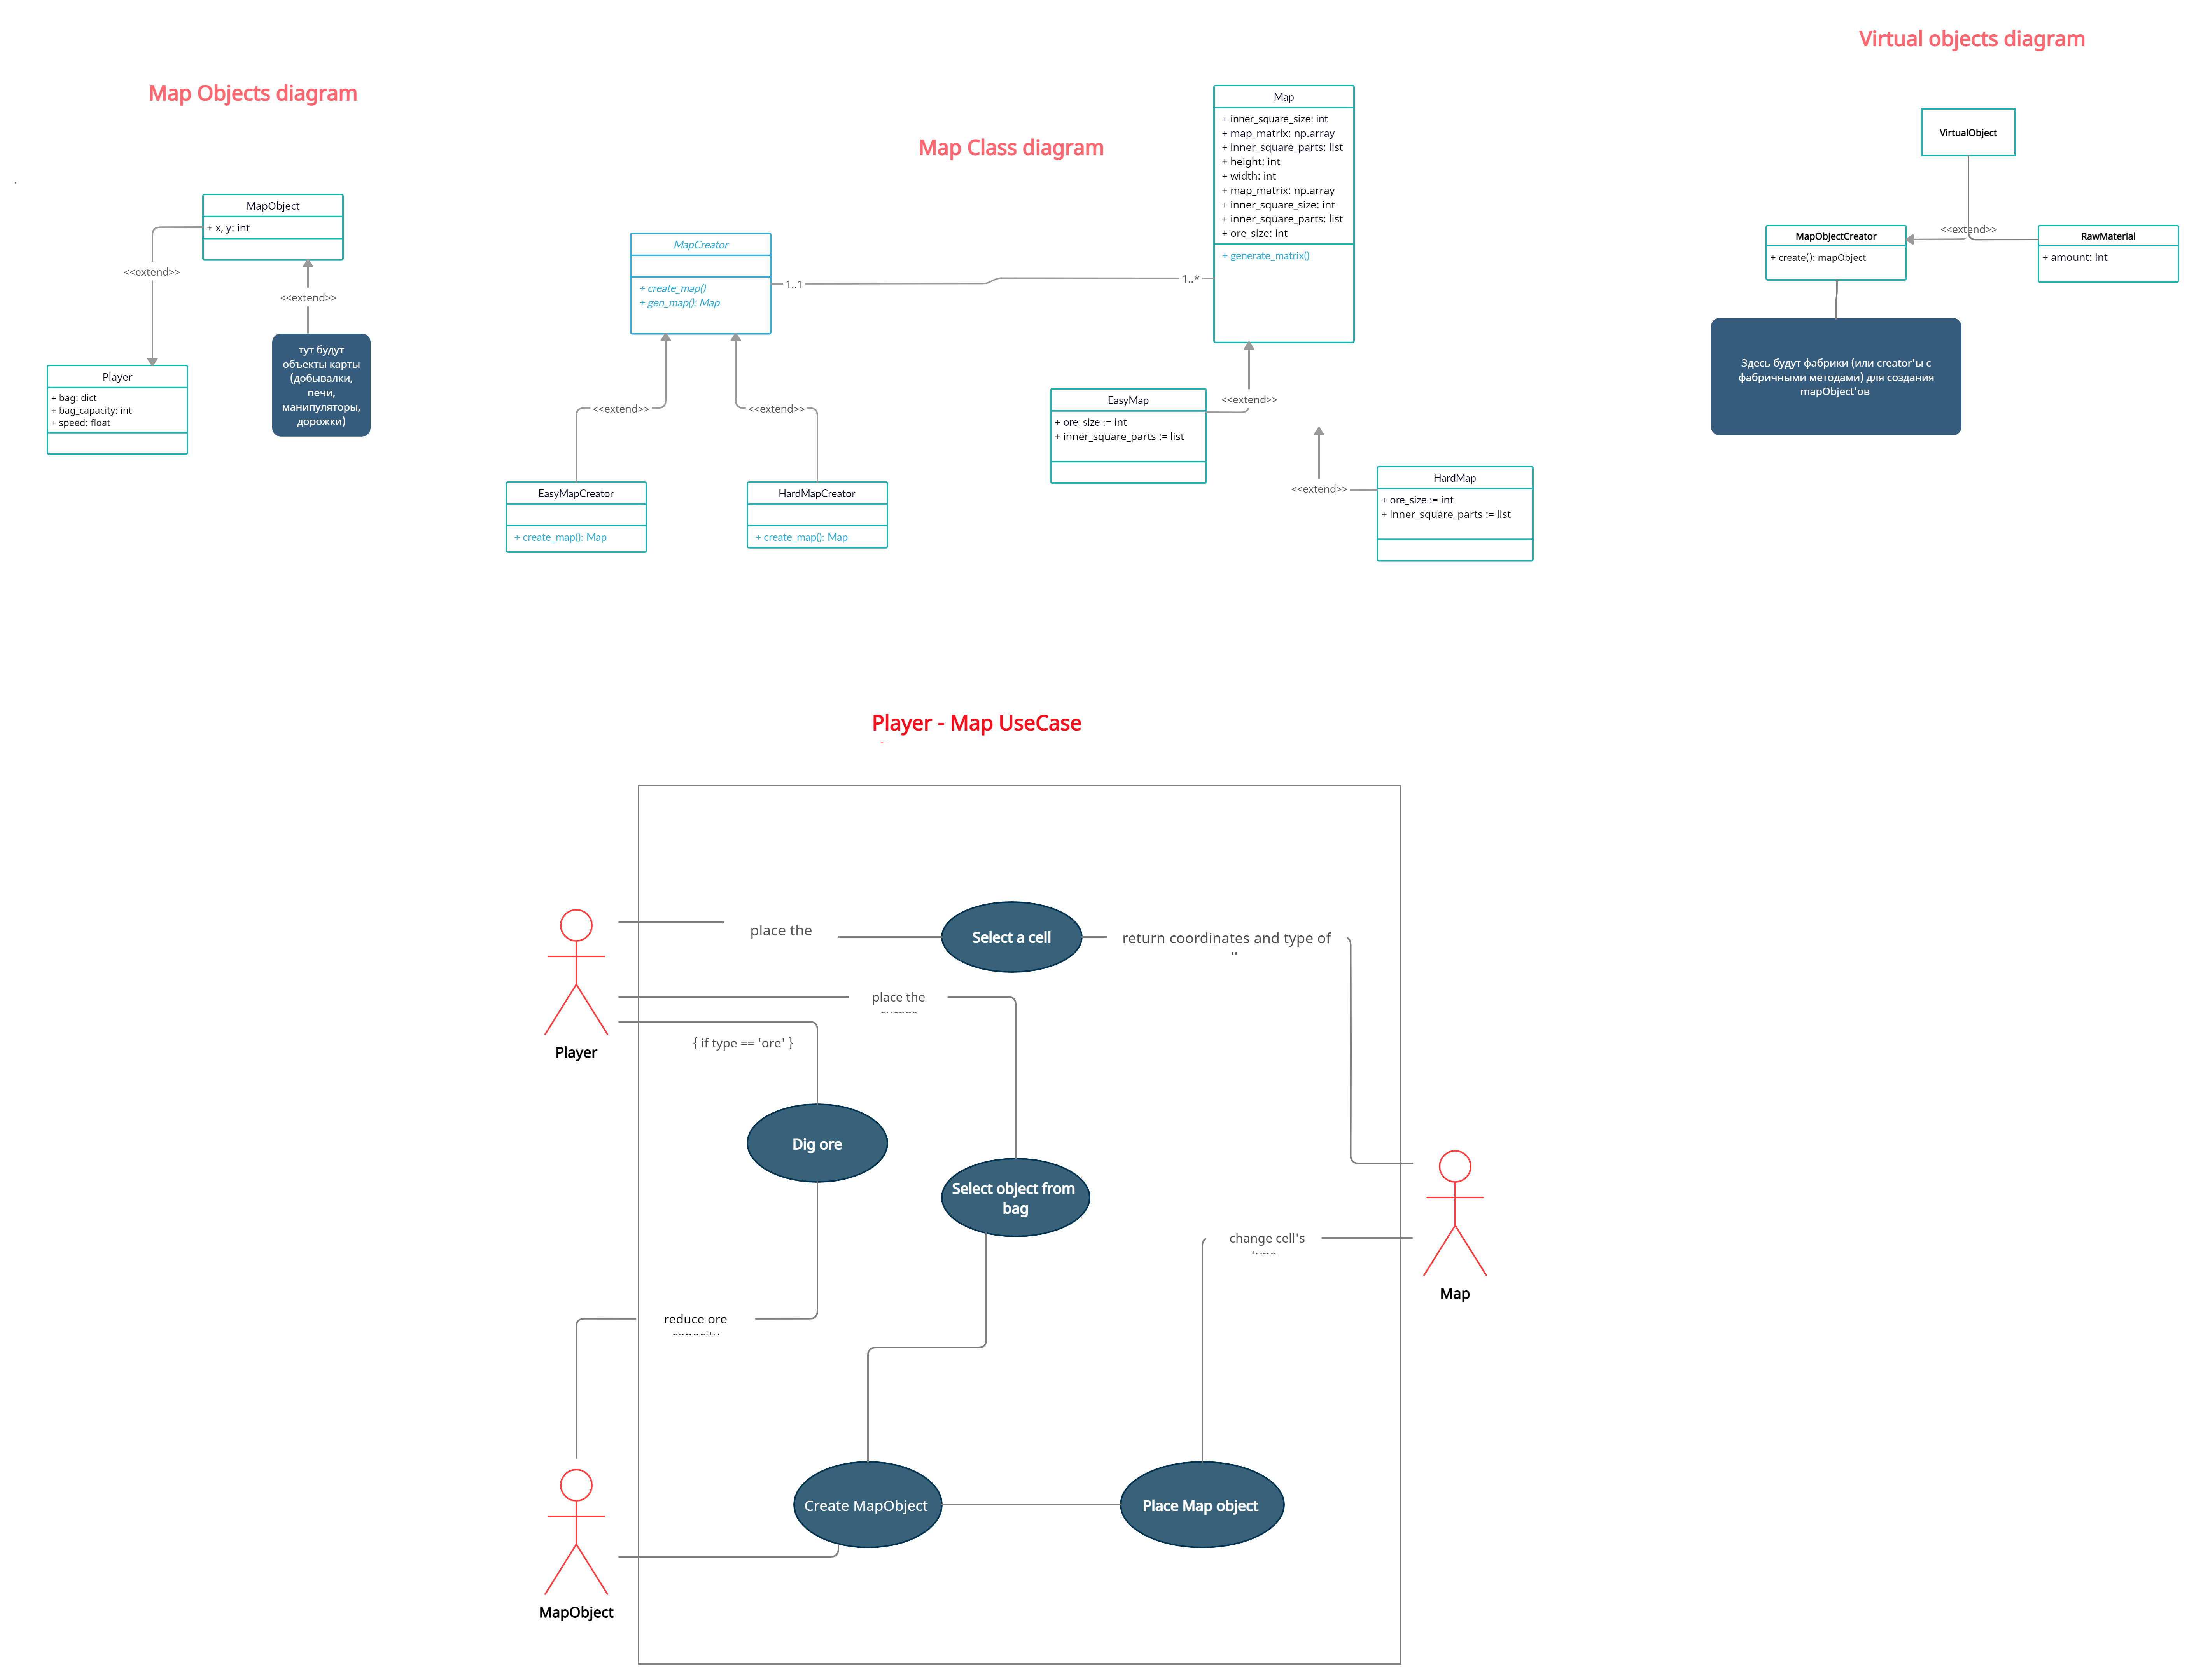 Virtual objects diagram
Map Objects diagram
Map Class diagram
MapObject
+ x, y: int
<<extend>>
<<extend>>
Player
+ bag: dict
+ bag_capacity: int
+ speed: float
тут будут
объекты карты
(добывалки,
печи,
манипуляторы,
дорожки)
MapCreator
+ create_map()
+ gen_map(): Map
1..1
1..*
<<extend>>
<<extend>>
EasyMapCreator
+ create_map(): Map
HardMapCreator
+ create_map(): Map
Map
+ inner_square_size: int
+ map_matrix: np.array
+ inner_square_parts: list
+ height: int
+ width: int
+ map_matrix: np.array
+ inner_square_size: int
+ inner_square_parts: list
+ ore_size: int
+ generate_matrix()
<<extend>>
EasyMap
+ ore_size := int
+ inner_square_parts := list
<<extend>>
HardMap
+ ore_size := int
+ inner_square_parts := list
VirtualObject
<<extend>>
MapObjectCreator
+ create(): mapObject
RawMaterial
+ amount: int
Здесь будут фабрики (или creator'ы с
фабричными методами) для создания
mapObject'ов
Player - Map UseCase
place the
Select a cell
return coordinates and type of
place the
cursor
{ if type == 'ore' }
Player
Dig ore
Select object from
bag
change cell's
type
Map
reduce ore
capacity
Create MapObject
Place Map object
MapObject